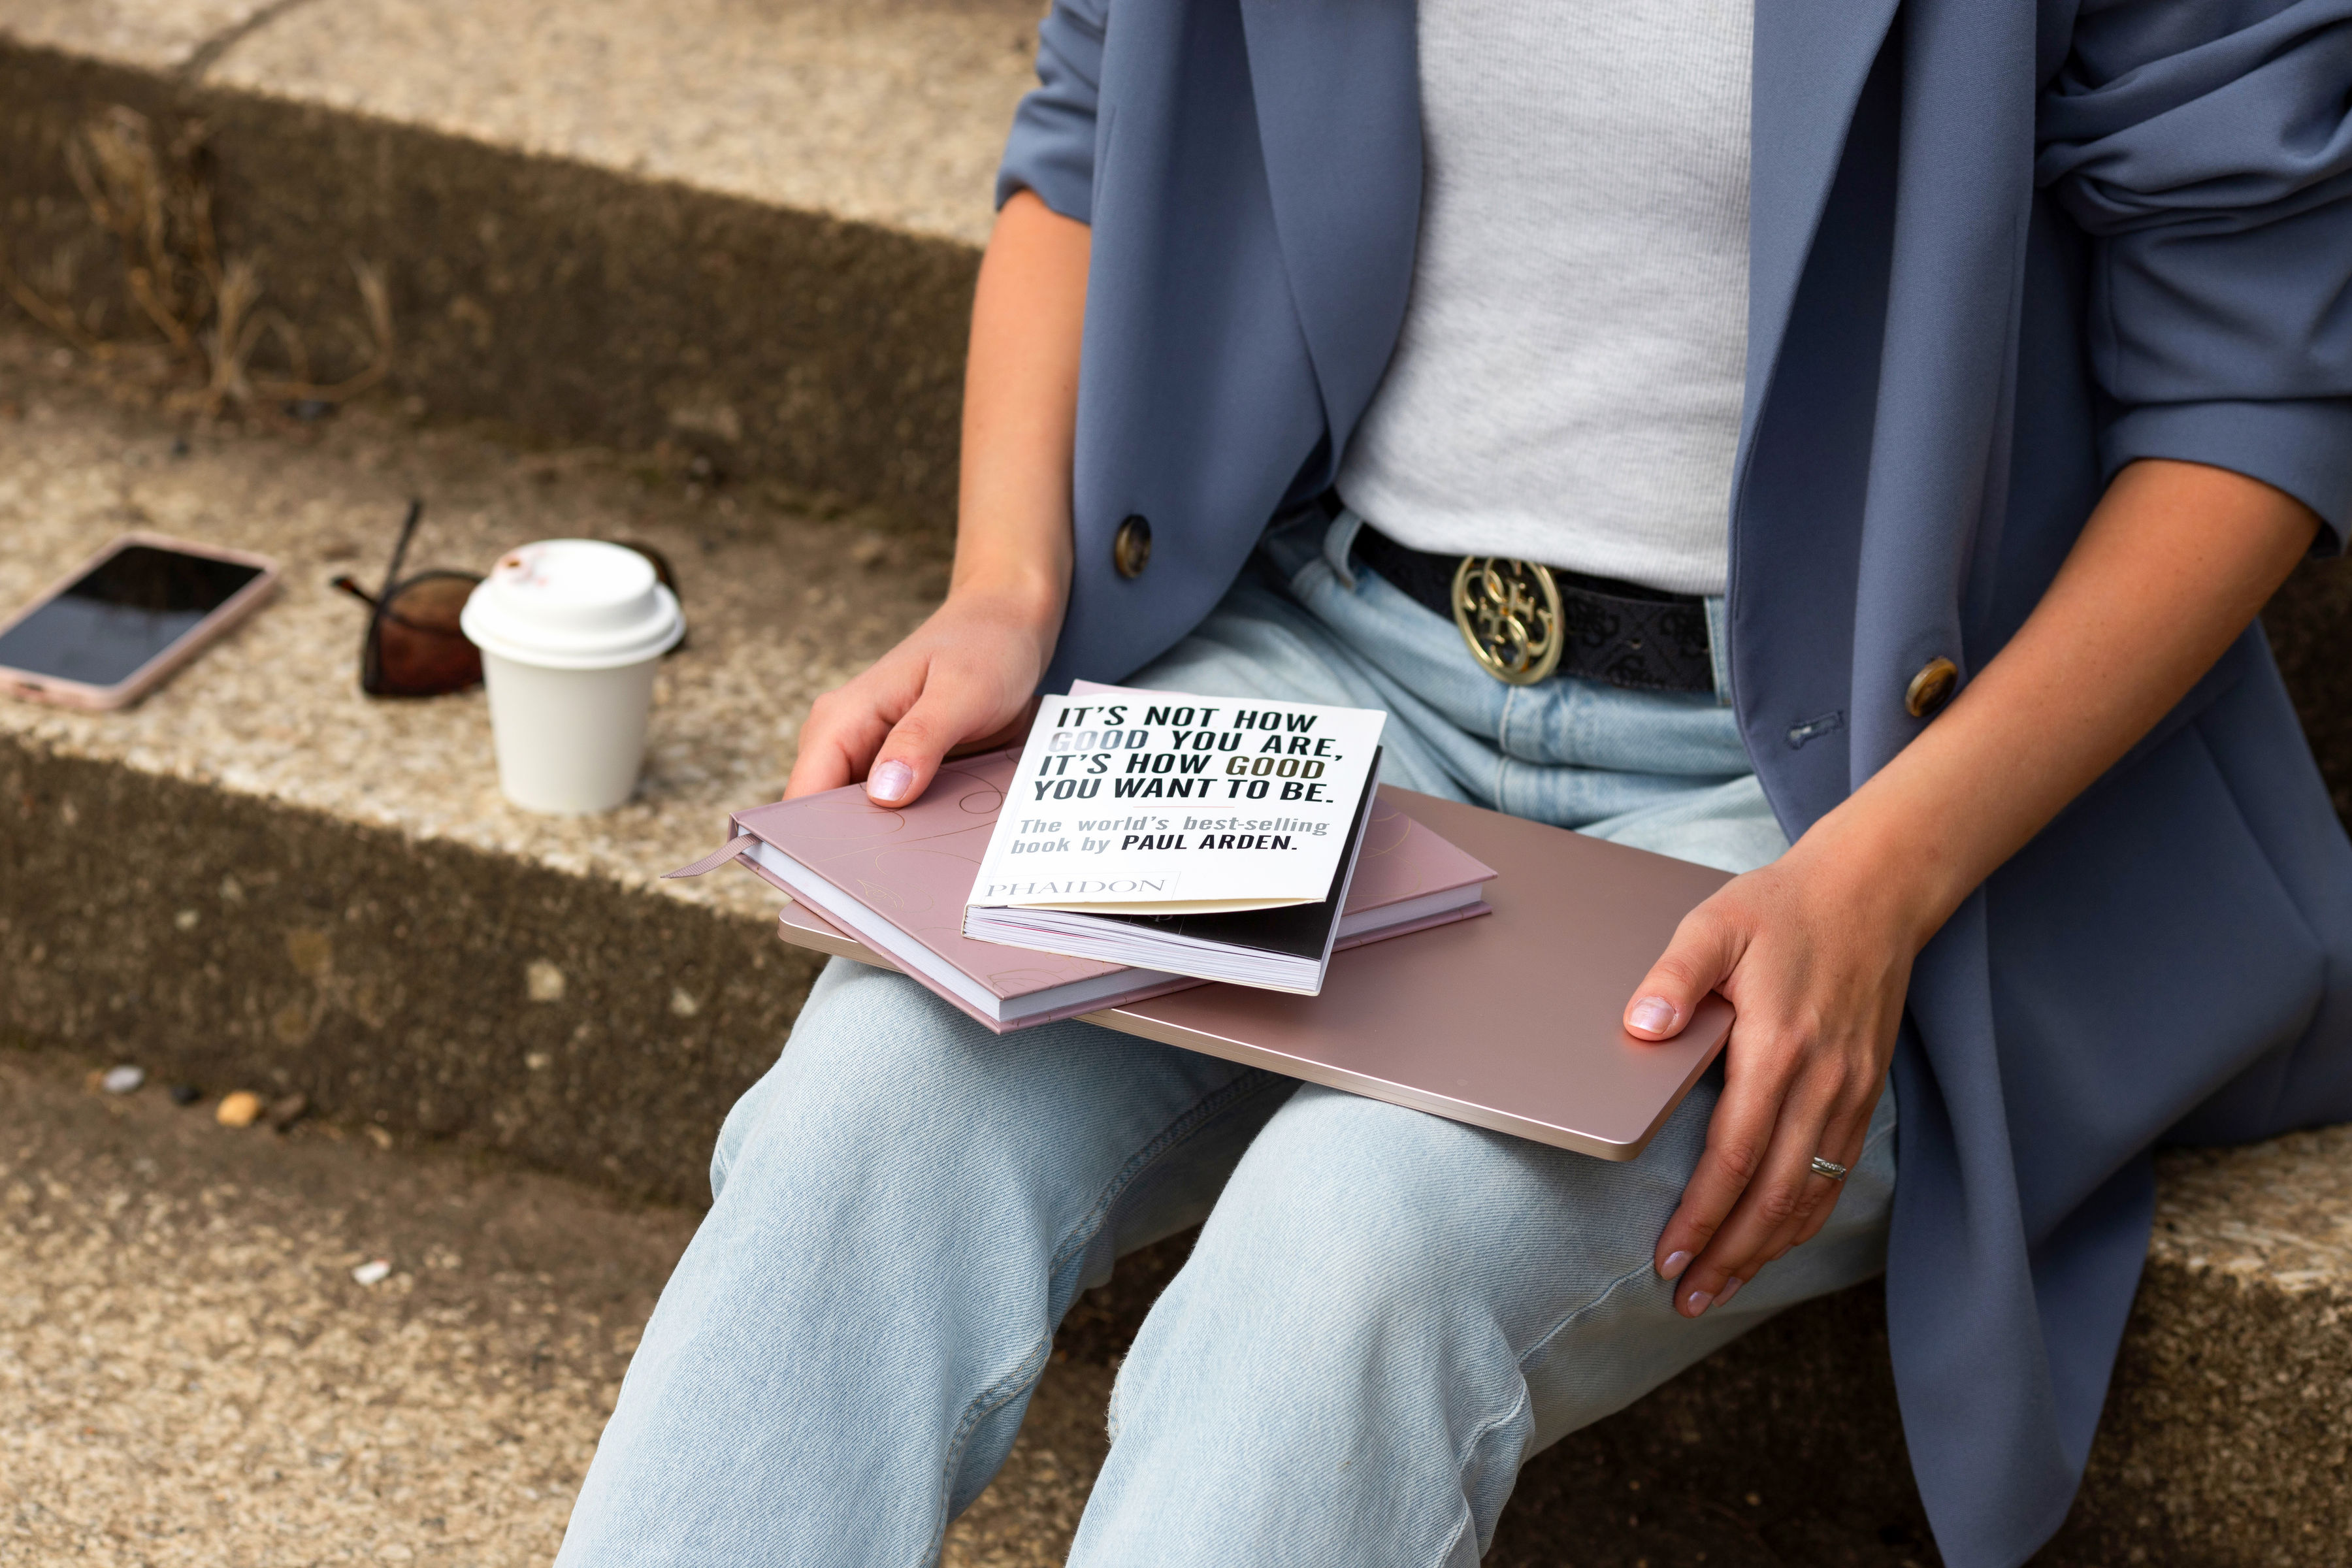 IT'S NOT HOW
GOOD YOU ARE,
IT'S HOW GOOD
YOU WANT TO BE.
The world's best-selling
book by PAUL ARDEN.
PHAIDON